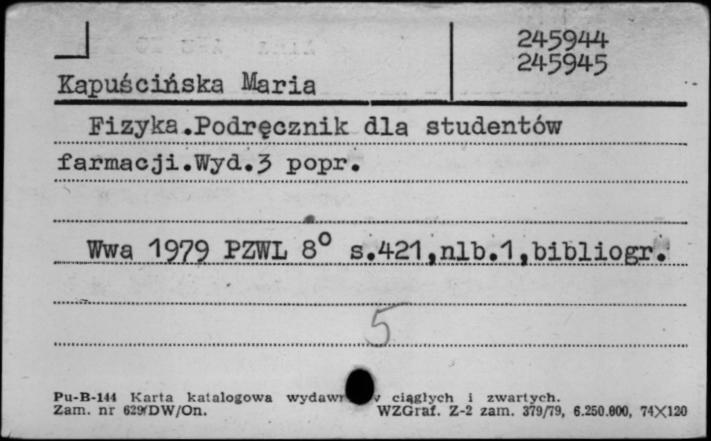 245944
245945
Kapuścińska Maria
Fizyka.Podręcznik dla studentów
farmacji.Wyd.3 popr.
Wwa 1979 PZWL 8° s.421,nlb.1,bibliogr.
5
Pu-B-144 Karta katalogowa ciągłych i zwartych.
Zam. nr 629/DW/On. WZGraf. Z-2 zam. 379/79, 6.250.000, 74X120